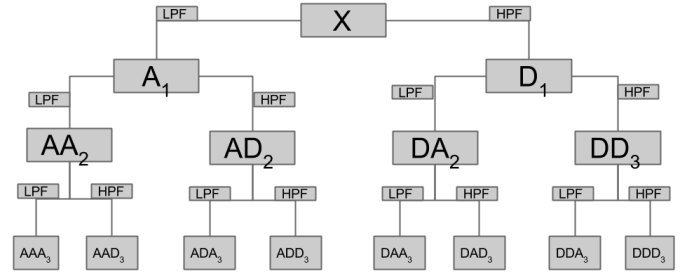 LPF X HPF
A₁ D₁
LPF HPF LPF HPF
AA₂ AD₂ DA₂ DD₃
LPF HPF LPF HPF LPF HPF LPF HPF
AAA₃ AAD₃ ADA₃ ADD₃ DAA₃ DAD₃ DDA₃ DDD₃